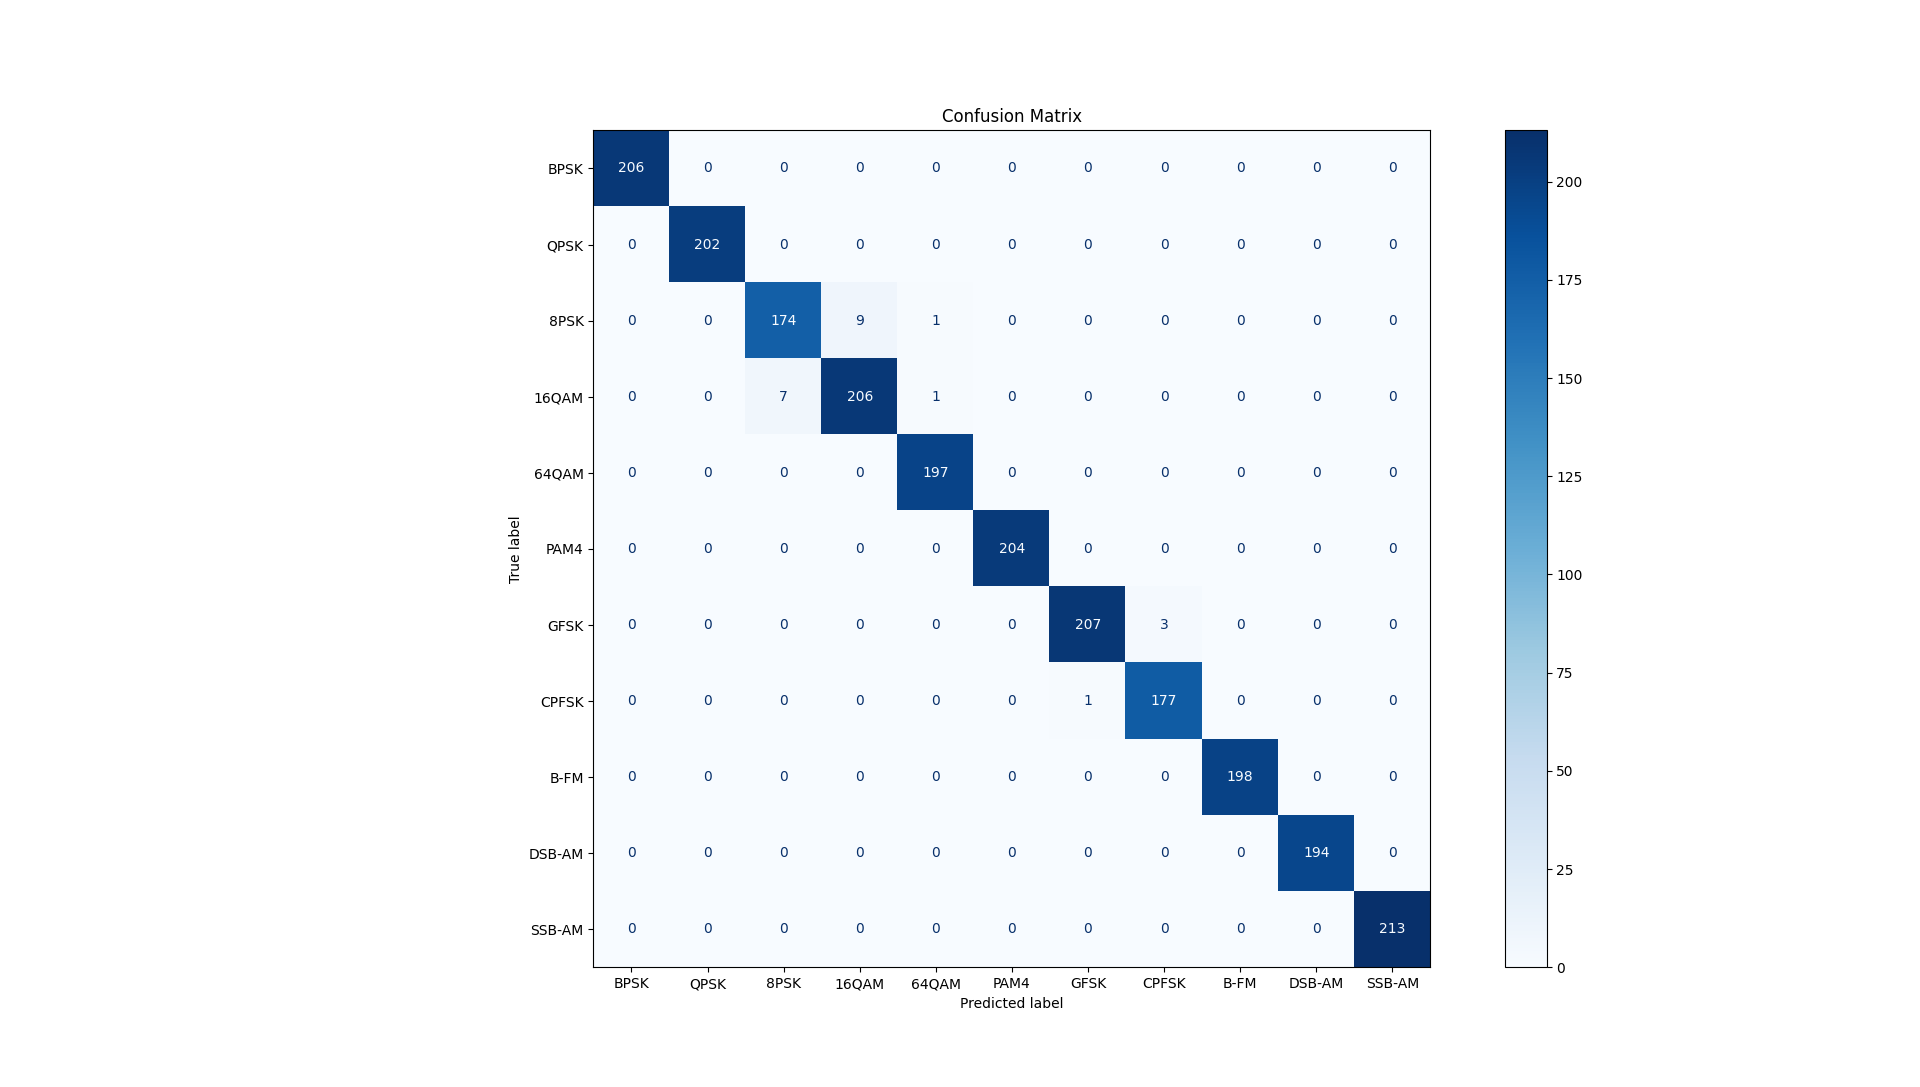 Confusion Matrix
BPSK 206 0 0 0 0 0 0 0 0 0 0
QPSK 0 202 0 0 0 0 0 0 0 0 0
8PSK 0 0 174 9 1 0 0 0 0 0 0
16QAM 0 0 7 206 1 0 0 0 0 0 0
64QAM 0 0 0 0 197 0 0 0 0 0 0
PAM4 0 0 0 0 0 204 0 0 0 0 0
GFSK 0 0 0 0 0 0 207 3 0 0 0
CPFSK 0 0 0 0 0 0 1 177 0 0 0
B-FM 0 0 0 0 0 0 0 0 198 0 0
DSB-AM 0 0 0 0 0 0 0 0 0 194 0
SSB-AM 0 0 0 0 0 0 0 0 0 0 213
BPSK QPSK 8PSK 16QAM 64QAM PAM4 GFSK CPFSK B-FM DSB-AM SSB-AM
Predicted label
True label
200
175
150
125
100
75
50
25
0